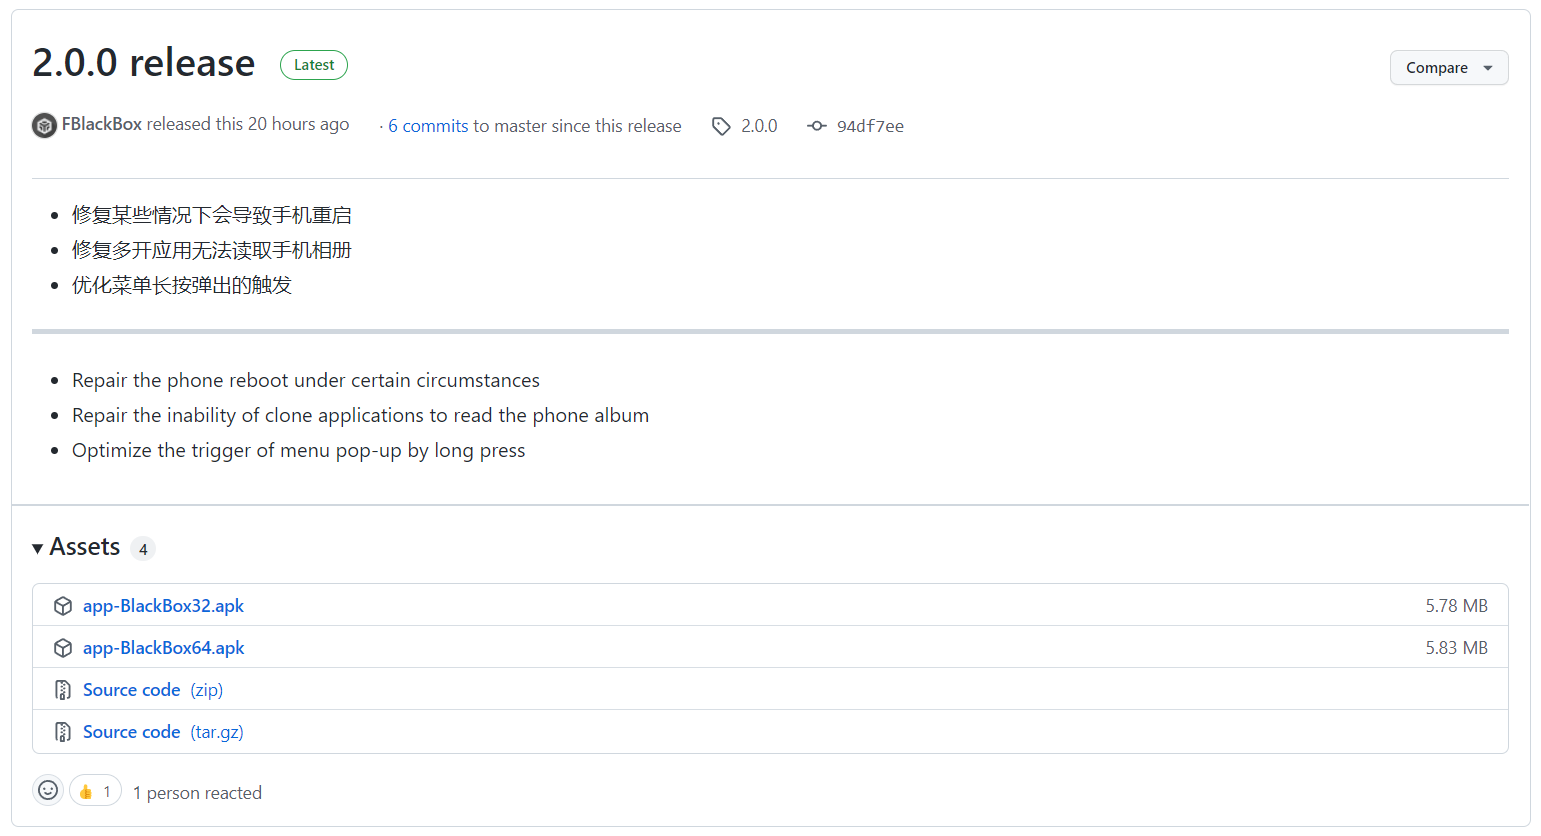 2.0.0 release Latest
Compare
FBlackBox released this 20 hours ago · 6 commits to master since this release 2.0.0 94df7ee
修复某些情况下会导致手机重启
修复多开应用无法读取手机相册
优化菜单长按弹出的触发
Repair the phone reboot under certain circumstances
Repair the inability of clone applications to read the phone album
Optimize the trigger of menu pop-up by long press
Assets 4
app-BlackBox32.apk 5.78 MB
app-BlackBox64.apk 5.83 MB
Source code (zip)
Source code (tar.gz)
👍 1 1 person reacted